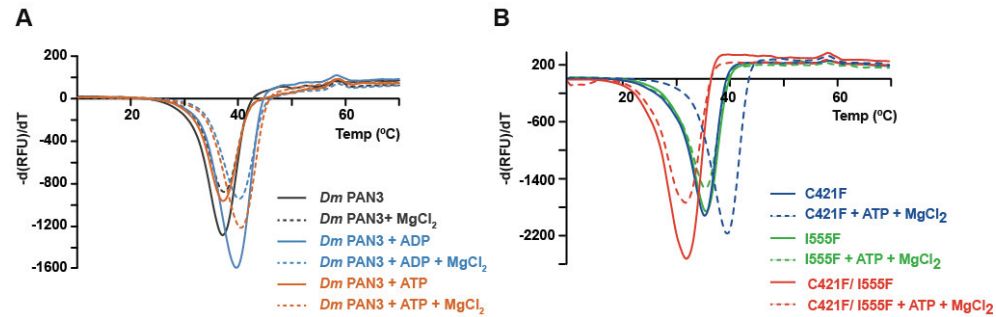 A
-d(RFU)/dT
200
0
-400
-800
-1200
-1600
20
40
60
Temp (ºC)
Dm PAN3
Dm PAN3+ MgCl2
Dm PAN3 + ADP
Dm PAN3 + ADP + MgCl2
Dm PAN3 + ATP
Dm PAN3 + ATP + MgCl2
B
-d(RFU)/dT
200
-600
-1400
-2200
20
40
60
Temp (ºC)
C421F
C421F + ATP + MgCl2
I555F
I555F + ATP + MgCl2
C421F/ I555F
C421F/ I555F + ATP + MgCl2